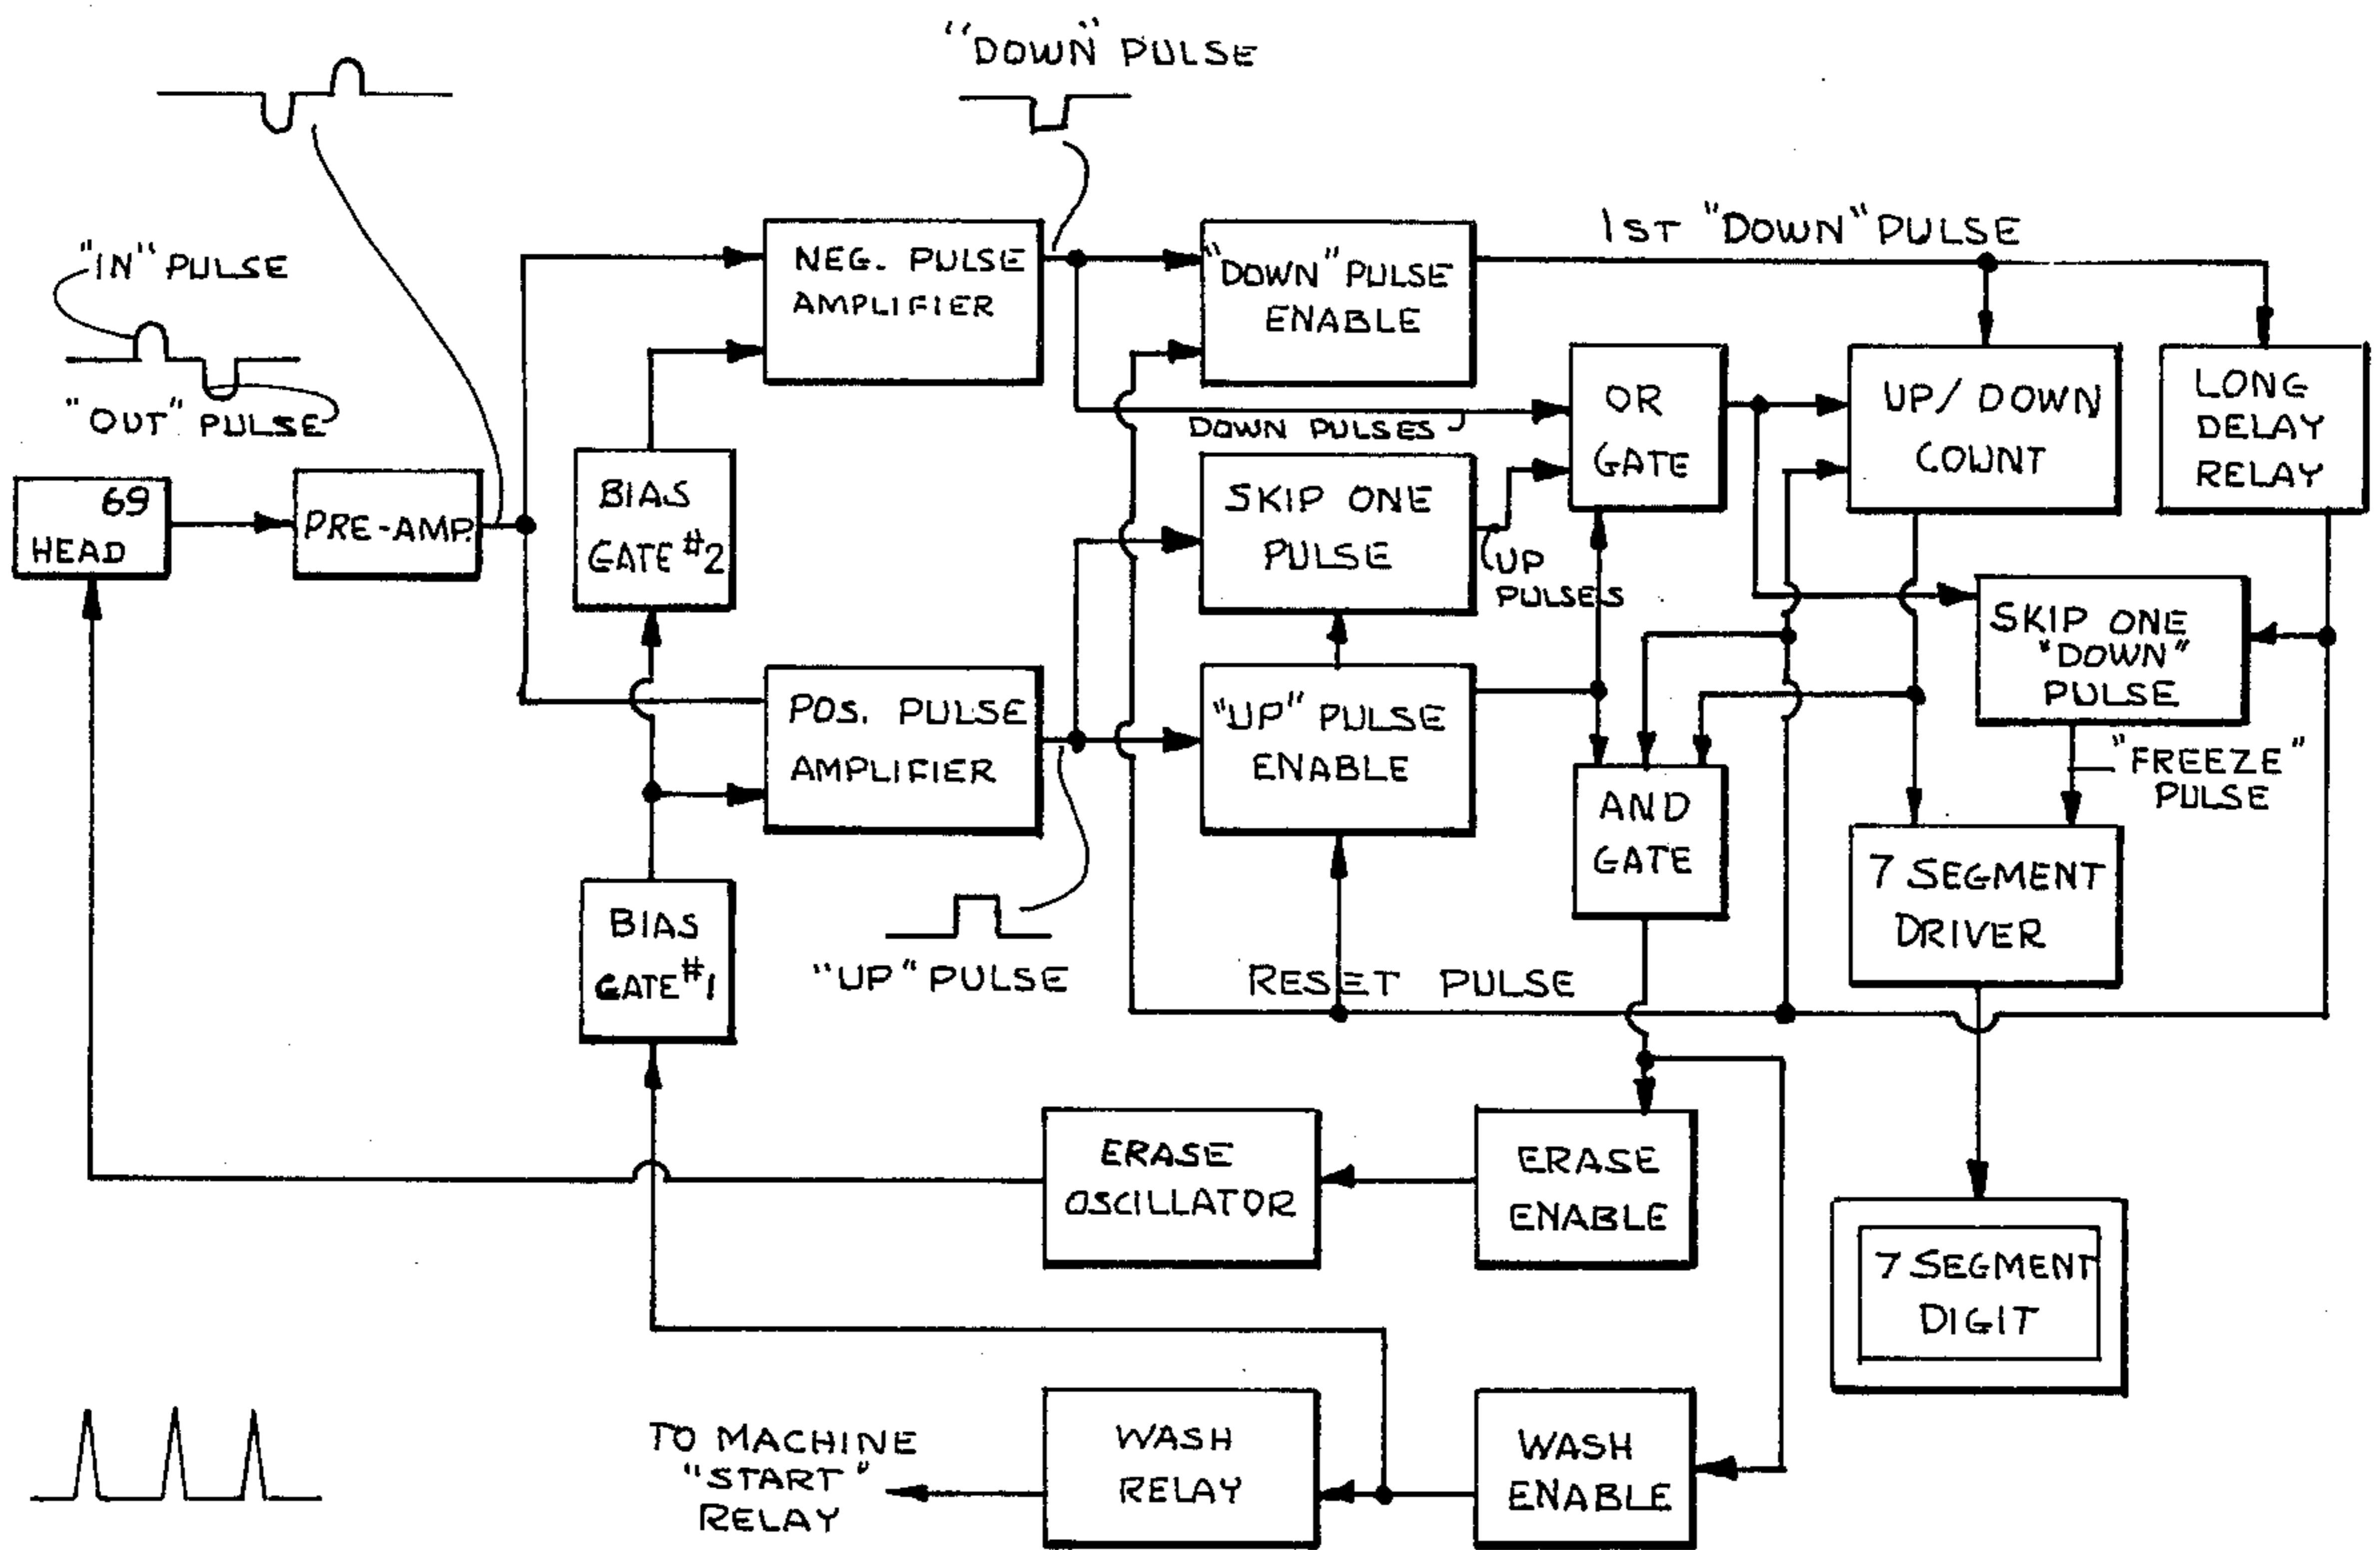 "DOWN" PULSE
"IN" PULSE
"OUT" PULSE
69
HEAD
PRE-AMP.
BIAS
GATE #2
NEG. PULSE
AMPLIFIER
"DOWN" PULSE
ENABLE
1ST "DOWN" PULSE
DOWN PULSES
OR
GATE
UP/DOWN
COUNT
LONG
DELAY
RELAY
SKIP ONE
PULSE
UP
PULSES
SKIP ONE
"DOWN"
PULSE
POS. PULSE
AMPLIFIER
"UP" PULSE
ENABLE
AND
GATE
"FREEZE"
PULSE
7 SEGMENT
DRIVER
BIAS
GATE #1
"UP" PULSE
RESET PULSE
ERASE
OSCILLATOR
ERASE
ENABLE
7 SEGMENT
DIGIT
TO MACHINE
"START"
RELAY
WASH
RELAY
WASH
ENABLE